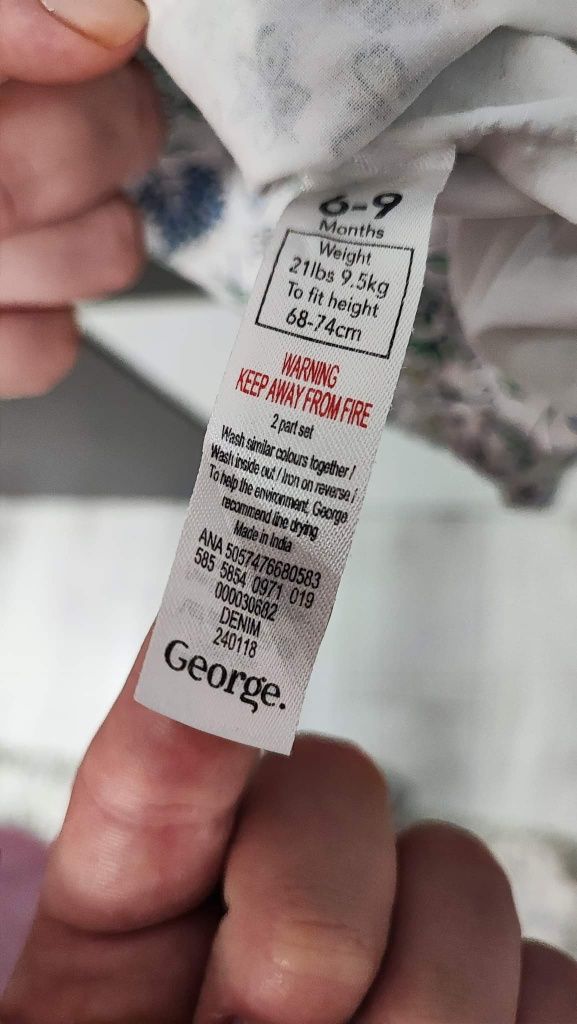 6-9
Months
Weight
21lbs 9.5kg
To fit height
68-74cm
WARNING
KEEP AWAY FROM FIRE
2 part set
Wash similar colours together /
Wash inside out / Iron on reverse /
To help the environment, George
recommend line drying
Made in India
ANA 5057476680583
585 5854 0971 019
000030682
DENIM
240118
George.